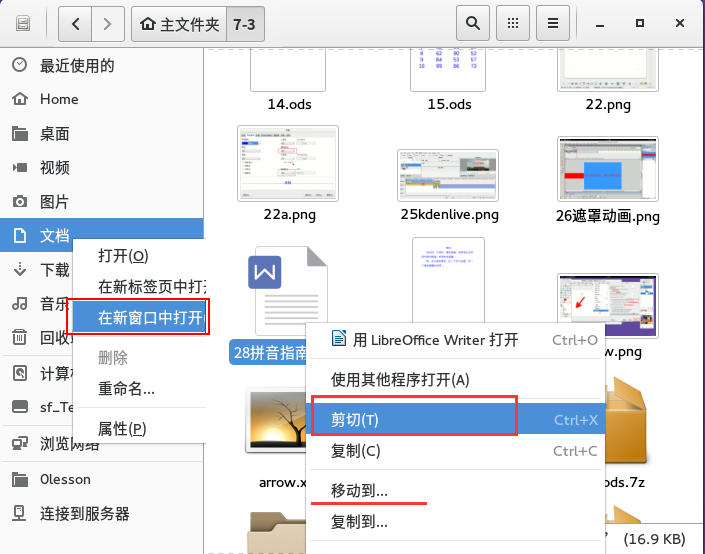 主文件夹 7-3
最近使用的
Home
桌面
视频
图片
文档
下载
音乐
回收
计算机
sf_Te
浏览网络
0lesson
连接到服务器
打开(O)
在新标签页中打
在新窗口中打开
删除
重命名...
属性(P)
14.ods 15.ods 22.png
22a.png 25kdenlive.png 26遮罩动画.png
28拼音指南
w.png
arrow.x
ods.7z
用 LibreOffice Writer 打开 Ctrl+O
使用其他程序打开(A)
剪切(T) Ctrl+X
复制(C) Ctrl+C
移动到...
复制到...
(16.9 KB)